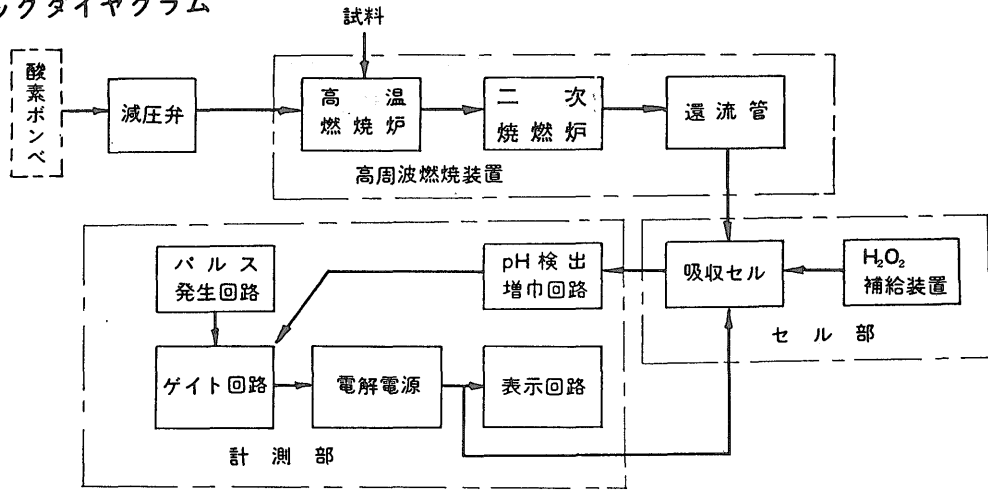 ックダイヤグラム
試料
酸素ボンベ
減圧弁
高温
燃焼炉
二次
焼燃炉
還流管
高周波燃焼装置
パルス
発生回路
pH検出
増巾回路
吸収セル
H₂O₂
補給装置
セル部
ゲイト回路
電解電源
表示回路
計測部